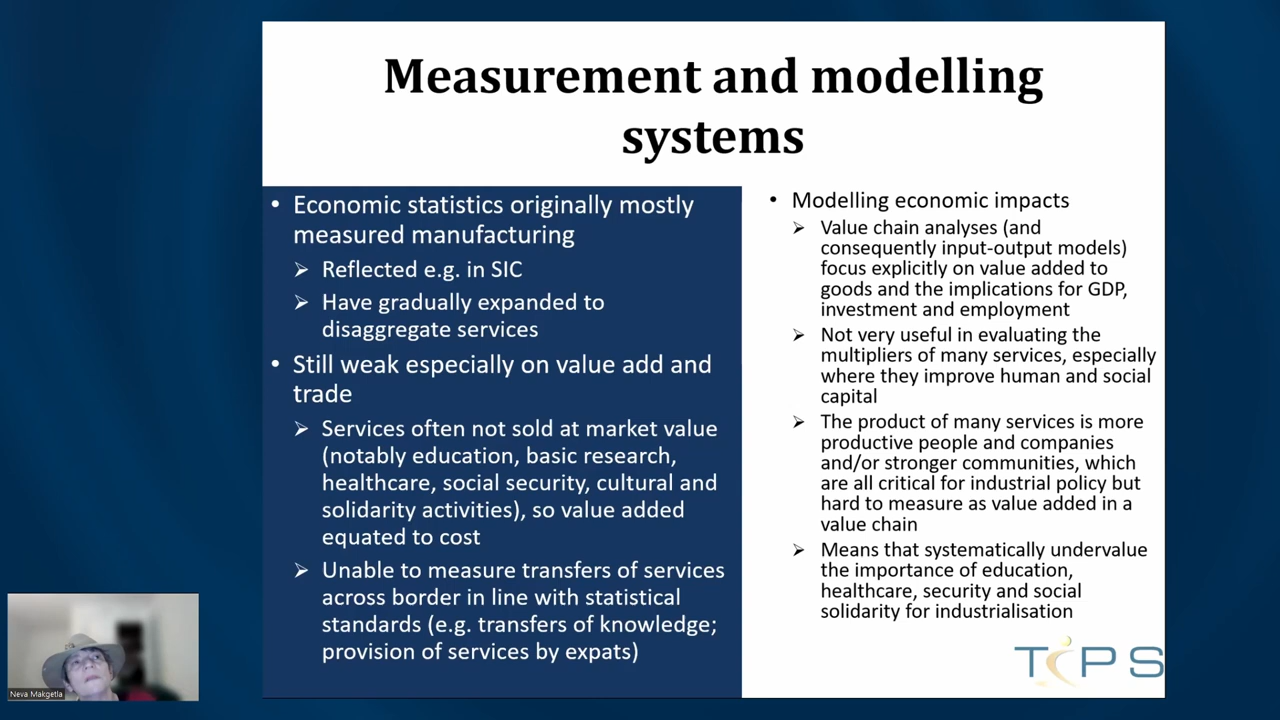 Measurement and modelling
systems
• Economic statistics originally mostly
measured manufacturing
➢ Reflected e.g. in SIC
➢ Have gradually expanded to
disaggregate services
• Still weak especially on value add and
trade
➢ Services often not sold at market value
(notably education, basic research,
healthcare, social security, cultural and
solidarity activities), so value added
equated to cost
➢ Unable to measure transfers of services
across border in line with statistical
standards (e.g. transfers of knowledge;
provision of services by expats)
• Modelling economic impacts
➢ Value chain analyses (and
consequently input-output models)
focus explicitly on value added to
goods and the implications for GDP,
investment and employment
➢ Not very useful in evaluating the
multipliers of many services, especially
where they improve human and social
capital
➢ The product of many services is more
productive people and companies
and/or stronger communities, which
are all critical for industrial policy but
hard to measure as value added in a
value chain
➢ Means that systematically undervalue
the importance of education,
healthcare, security and social
solidarity for industrialisation
TIPS
Neva Makgetla